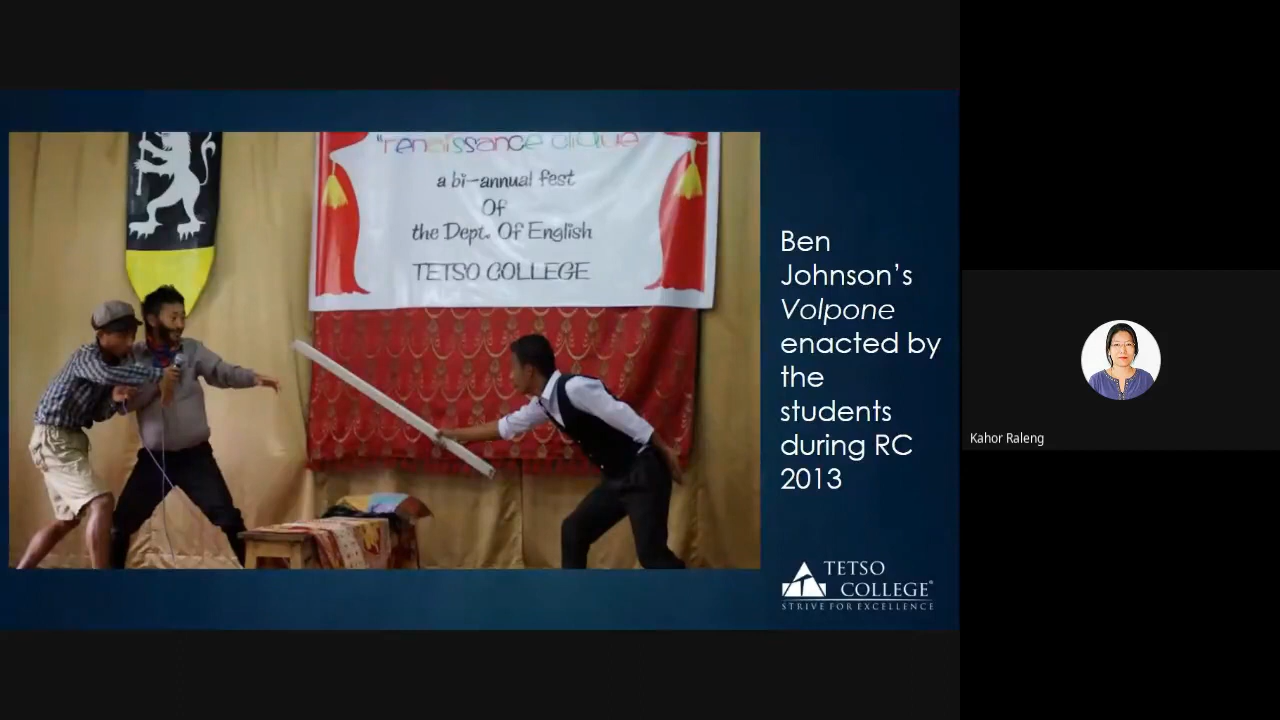 "renaissance clique"
a bi-annual fest
Of
the Dept. Of English
TETSO COLLEGE
Ben
Johnson’s
Volpone
enacted by
the
students
during RC
2013
TETSO
COLLEGE®
STRIVE FOR EXCELLENCE
Kahor Raleng